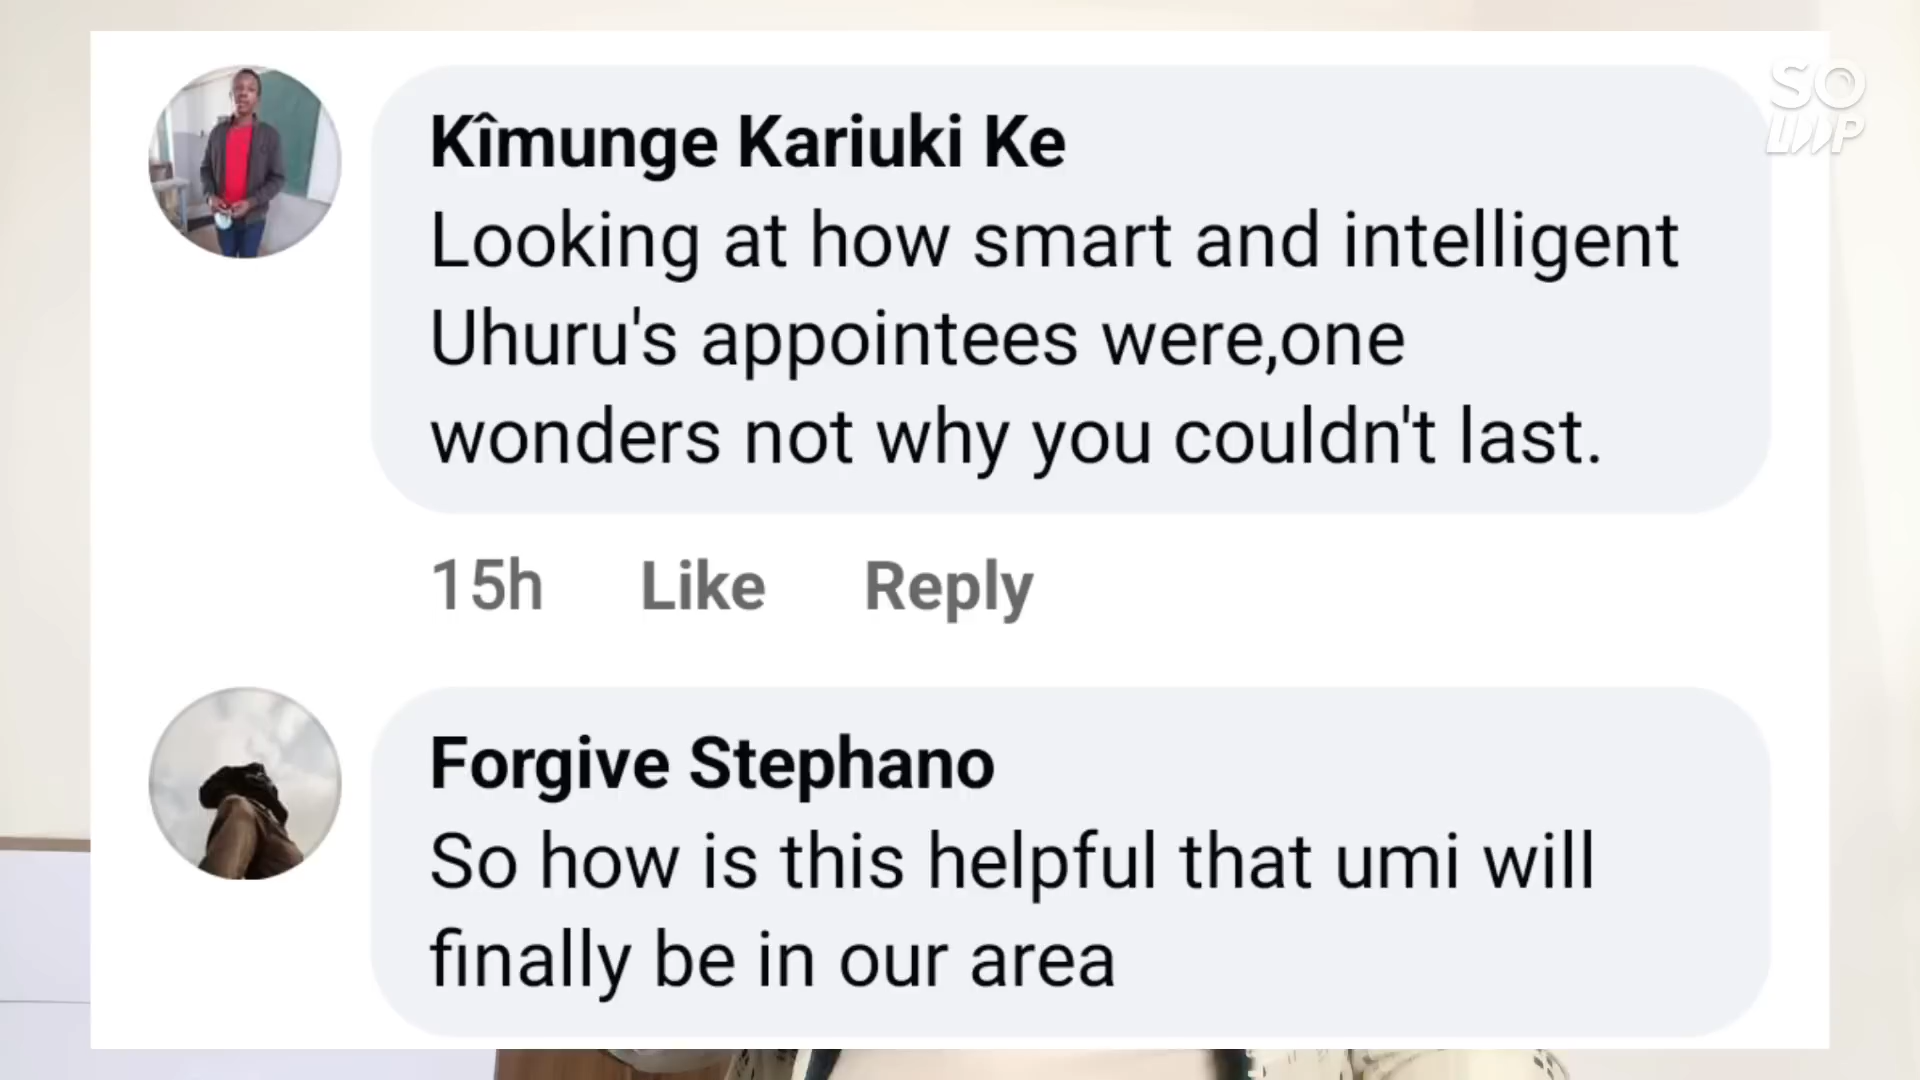 SO
LMP
Kîmunge Kariuki Ke
Looking at how smart and intelligent
Uhuru's appointees were,one
wonders not why you couldn't last.
15h Like Reply
Forgive Stephano
So how is this helpful that umi will
finally be in our area